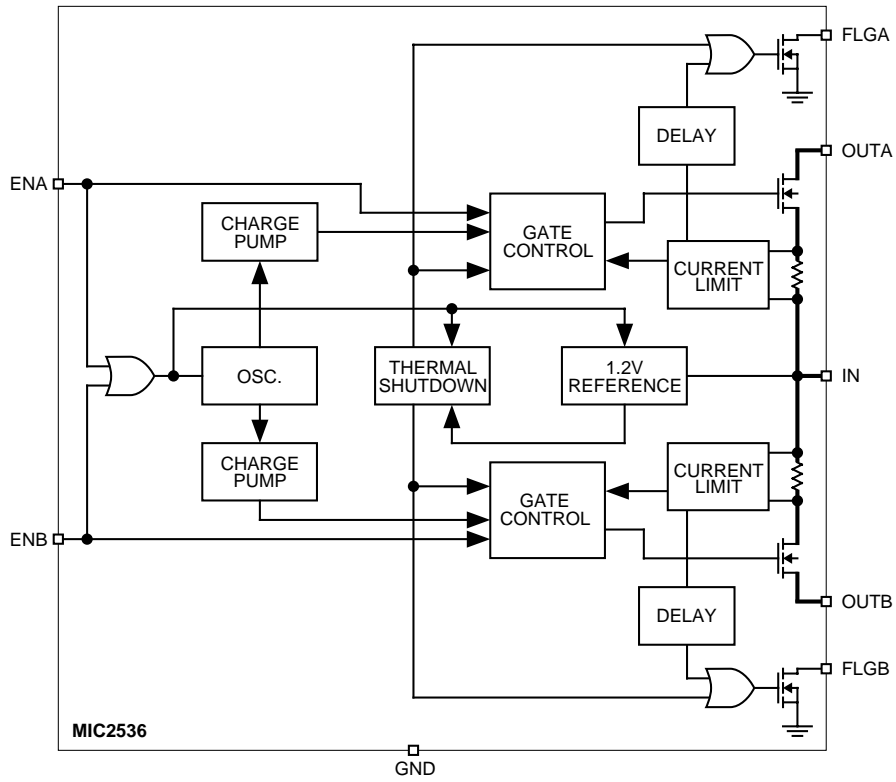 FLGA
DELAY
OUTA
ENA
CHARGE
PUMP
GATE
CONTROL
CURRENT
LIMIT
OSC.
THERMAL
SHUTDOWN
1.2V
REFERENCE
IN
CHARGE
PUMP
GATE
CONTROL
CURRENT
LIMIT
ENB
DELAY
OUTB
FLGB
MIC2536
GND